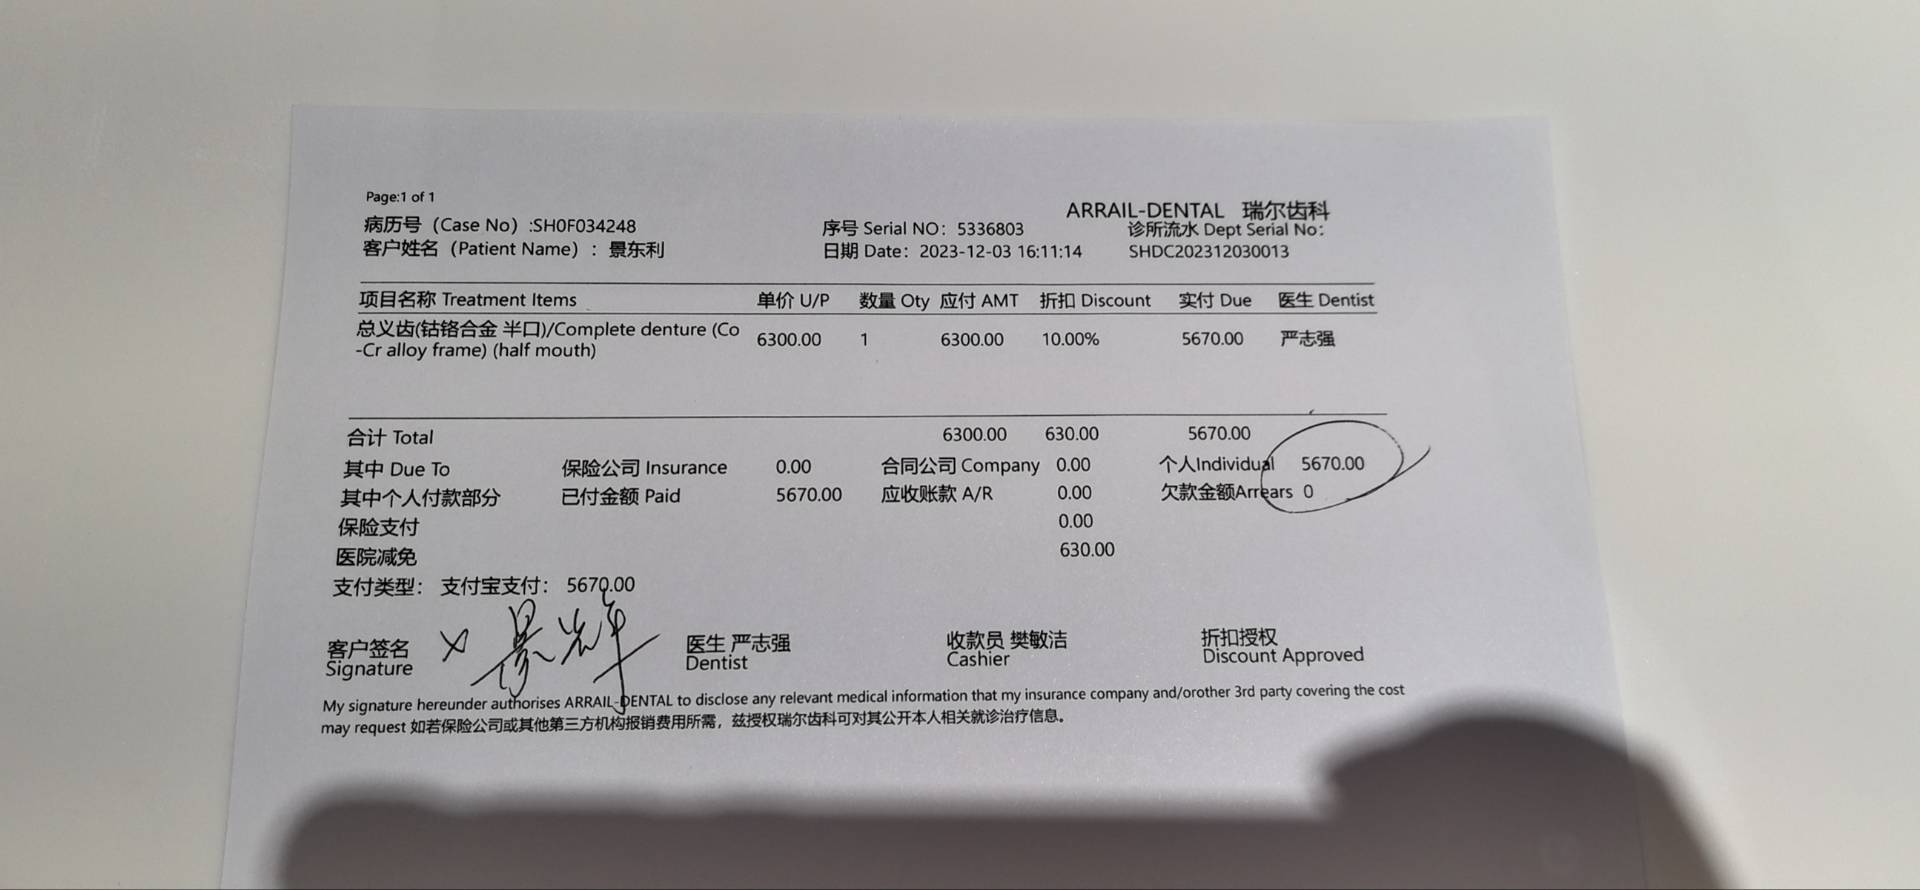 Page:1 of 1
ARRAIL-DENTAL 瑞尔齿科
病历号（Case No）:SH0F034248 序号 Serial NO：5336803 诊所流水 Dept Serial No：
客户姓名（Patient Name）：景东利 日期 Date：2023-12-03 16:11:14 SHDC202312030013
项目名称 Treatment Items 单价 U/P 数量 Qty 应付 AMT 折扣 Discount 实付 Due 医生 Dentist
总义齿(钴铬合金 半口)/Complete denture (Co 6300.00 1 6300.00 10.00% 5670.00 严志强
-Cr alloy frame) (half mouth)
合计 Total 6300.00 630.00 5670.00
其中 Due To 保险公司 Insurance 0.00 合同公司 Company 0.00 个人Individual 5670.00
其中个人付款部分 已付金额 Paid 5670.00 应收账款 A/R 0.00 欠款金额Arrears 0
保险支付 0.00
医院减免 630.00
支付类型： 支付宝支付： 5670.00
客户签名 医生 严志强 收款员 樊敏洁 折扣授权
Signature Dentist Cashier Discount Approved
My signature hereunder authorises ARRAIL-DENTAL to disclose any relevant medical information that my insurance company and/orother 3rd party covering the cost
may request 如若保险公司或其他第三方机构报销费用所需，兹授权瑞尔齿科可对其公开本人相关就诊治疗信息。